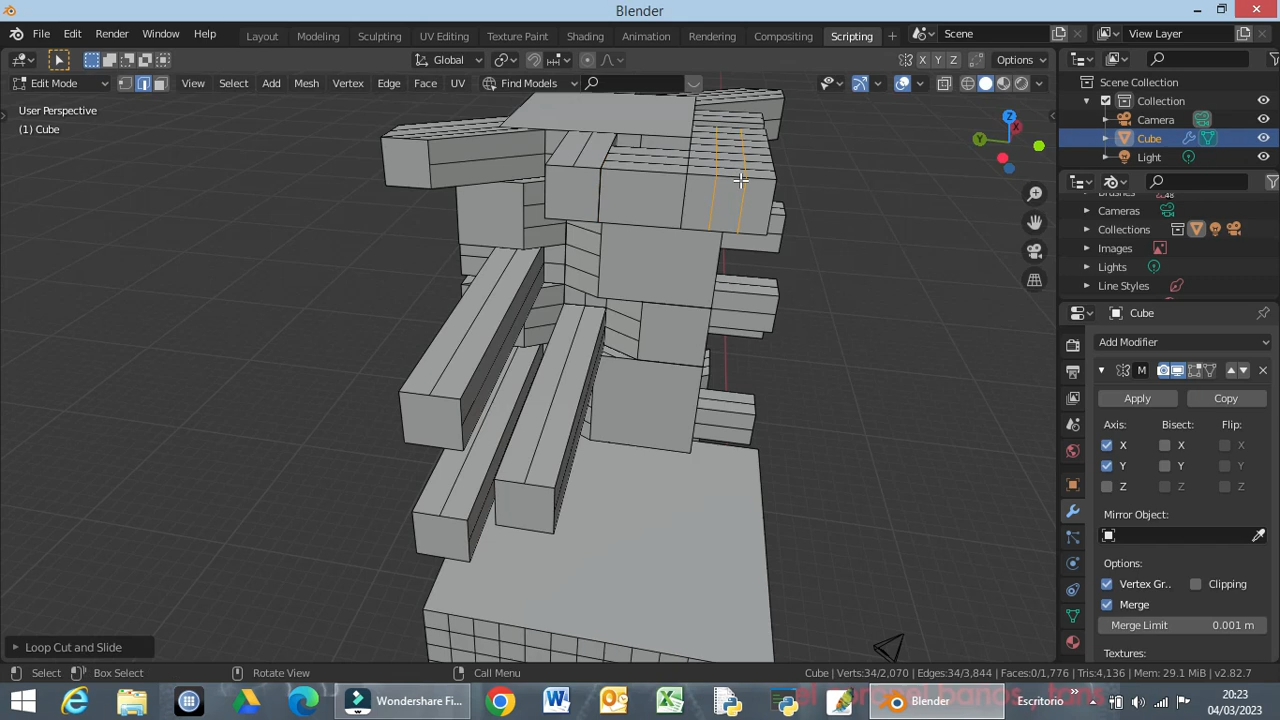 Blender
File Edit Render Window Help
Layout Modeling Sculpting UV Editing Texture Paint Shading Animation Rendering Compositing Scripting
Scene
View Layer
Global
X Y Z Options
Edit Mode View Select Add Mesh Vertex Edge Face UV Find Models
User Perspective
(1) Cube
Z
X
Y
Scene Collection
Collection
Camera
Cube
Light
Cameras
Collections
Images
Lights
Line Styles
Cube
Add Modifier
M
Apply Copy
Axis: Bisect: Flip:
X X X
Y Y Y
Z Z Z
Mirror Object:
Options:
Vertex Gr.. Clipping
Merge
Merge Limit 0.001 m
Textures:
Loop Cut and Slide
Select Box Select Rotate View Call Menu
Cube | Verts:34/2,070 | Edges:34/3,844 | Faces:0/1,776 | Tris:4,136 | Mem: 29.1 MiB | v2.82.7
Wondershare Fi...
Blender
Escritorio
20:23
04/03/2023